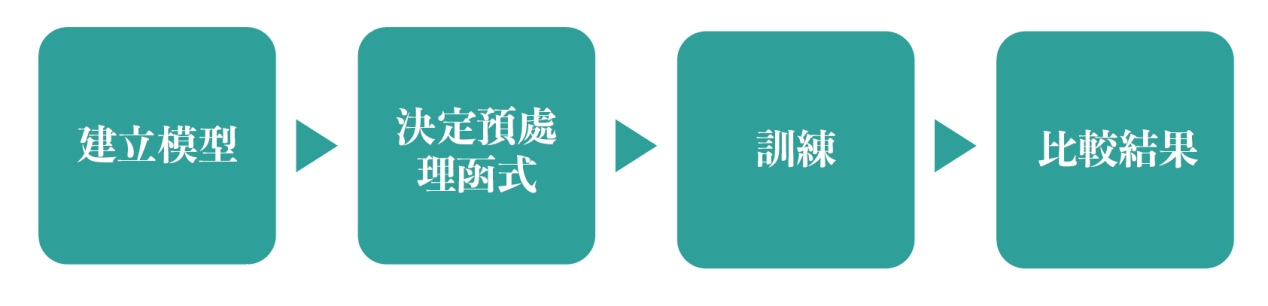 建立模型
決定預處
理函式
訓練
比較結果